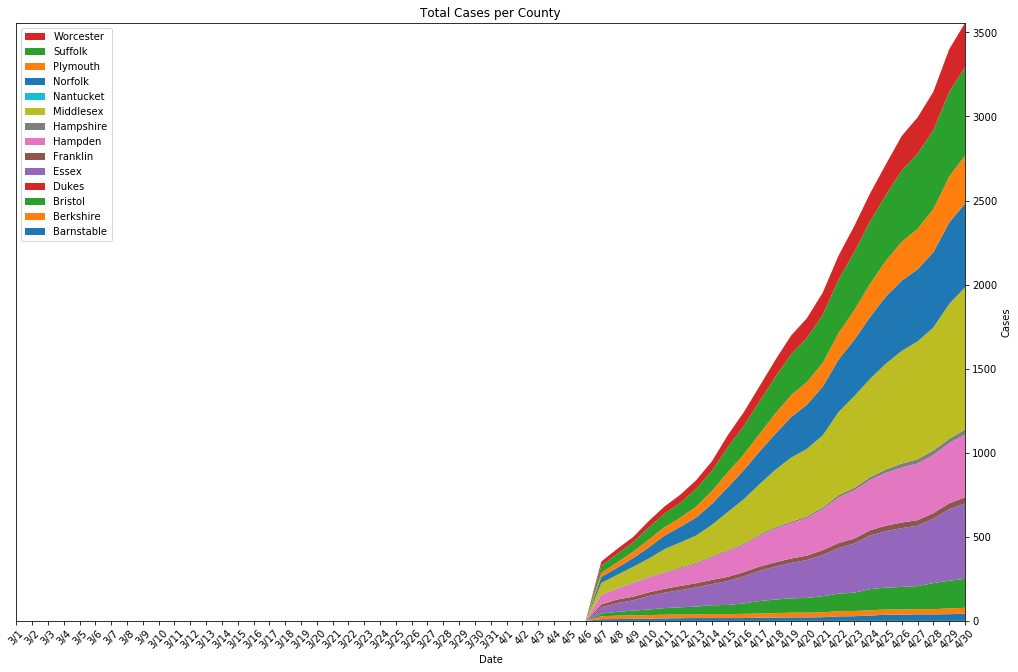 Total Cases per County
Worcester
Suffolk
Plymouth
Norfolk
Nantucket
Middlesex
Hampshire
Hampden
Franklin
Essex
Dukes
Bristol
Berkshire
Barnstable
3500
3000
2500
2000
1500
1000
500
0
Cases
3/1 3/2 3/3 3/4 3/5 3/6 3/7 3/8 3/9 3/10 3/11 3/12 3/13 3/14 3/15 3/16 3/17 3/18 3/19 3/20 3/21 3/22 3/23 3/24 3/25 3/26 3/27 3/28 3/29 3/30 3/31 4/1 4/2 4/3 4/4 4/5 4/6 4/7 4/8 4/9 4/10 4/11 4/12 4/13 4/14 4/15 4/16 4/17 4/18 4/19 4/20 4/21 4/22 4/23 4/24 4/25 4/26 4/27 4/28 4/29 4/30
Date